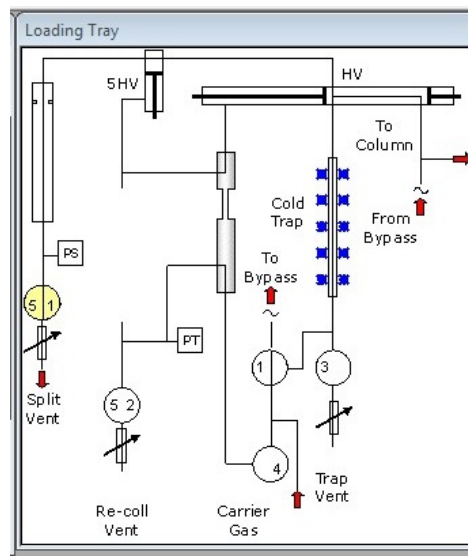 Loading Tray
5HV
HV
To
Column
Cold
Trap
From
Bypass
To
Bypass
PS
5 1
PT
1
3
Split
Vent
5 2
4
Trap
Vent
Re-coll
Vent
Carrier
Gas